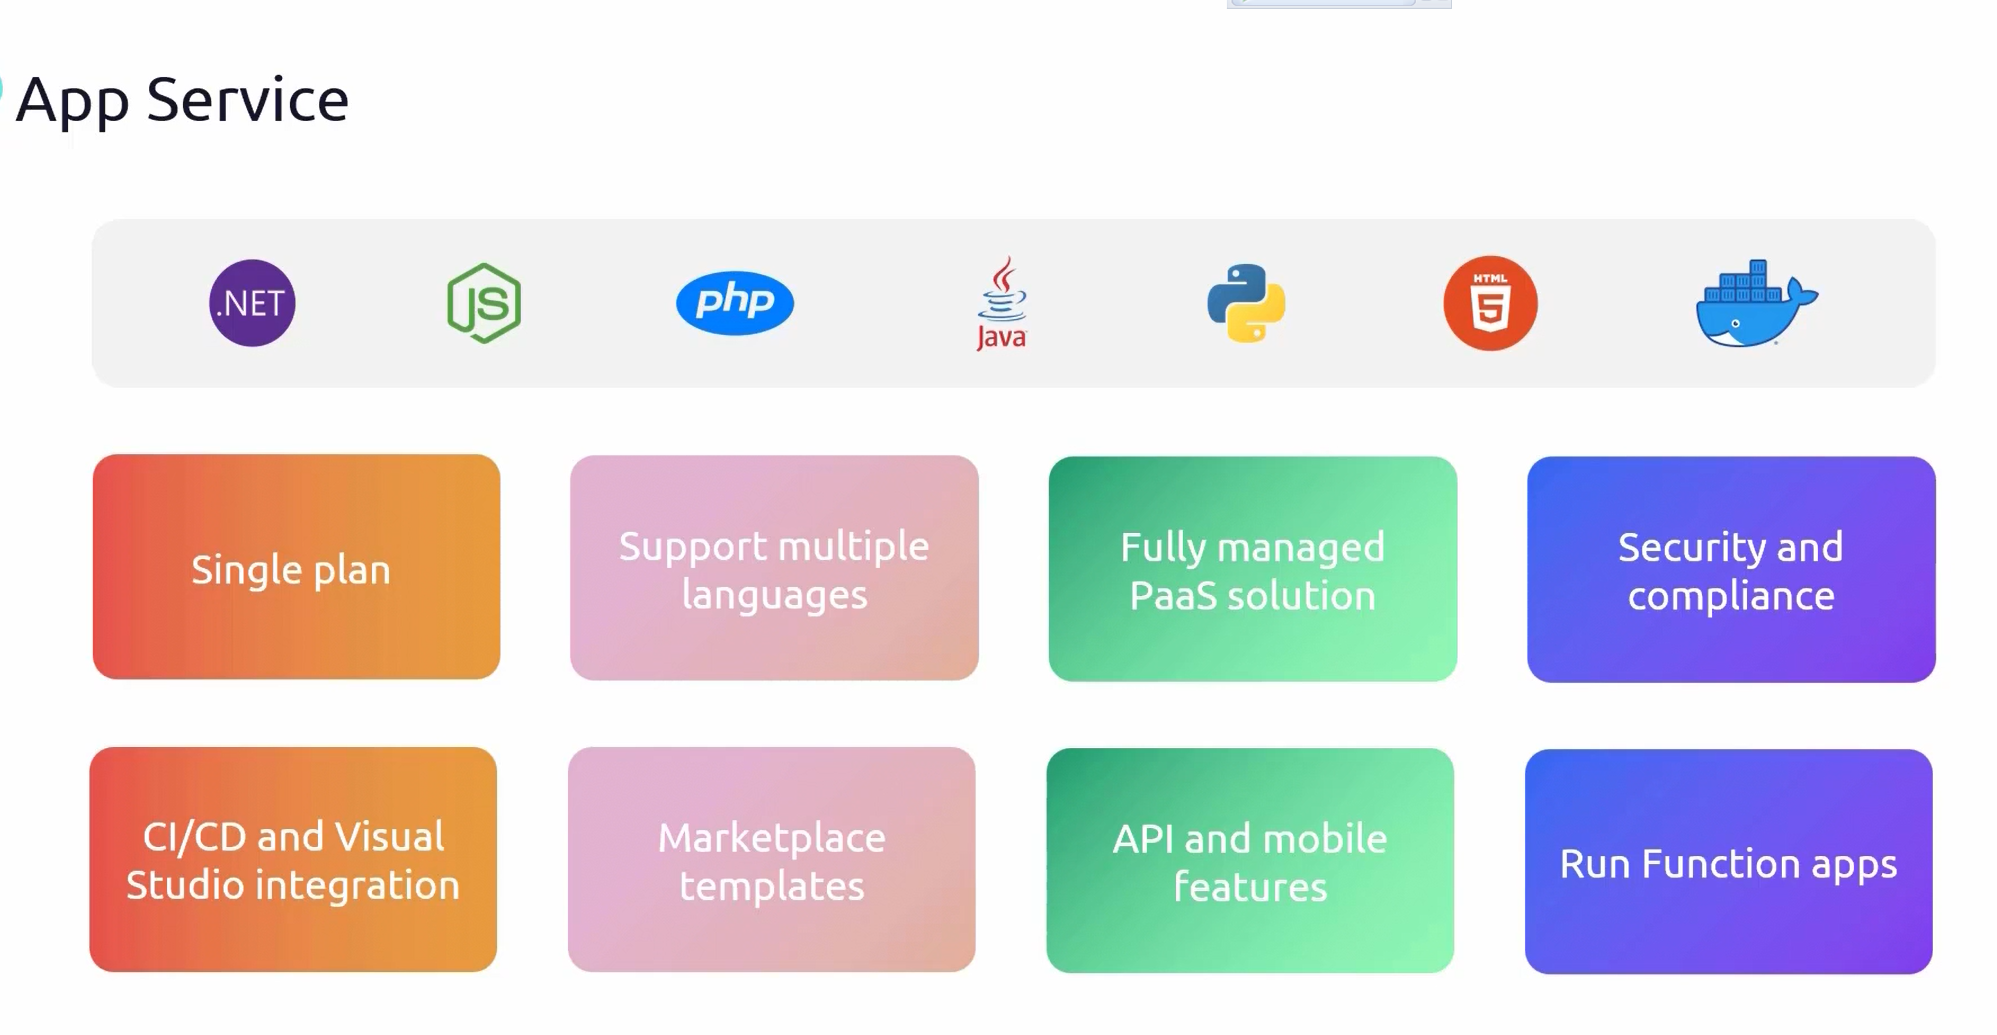 App Service
.NET
JS
php
Java
HTML
5
Single plan
Support multiple
languages
Fully managed
PaaS solution
Security and
compliance
CI/CD and Visual
Studio integration
Marketplace
templates
API and mobile
features
Run Function apps